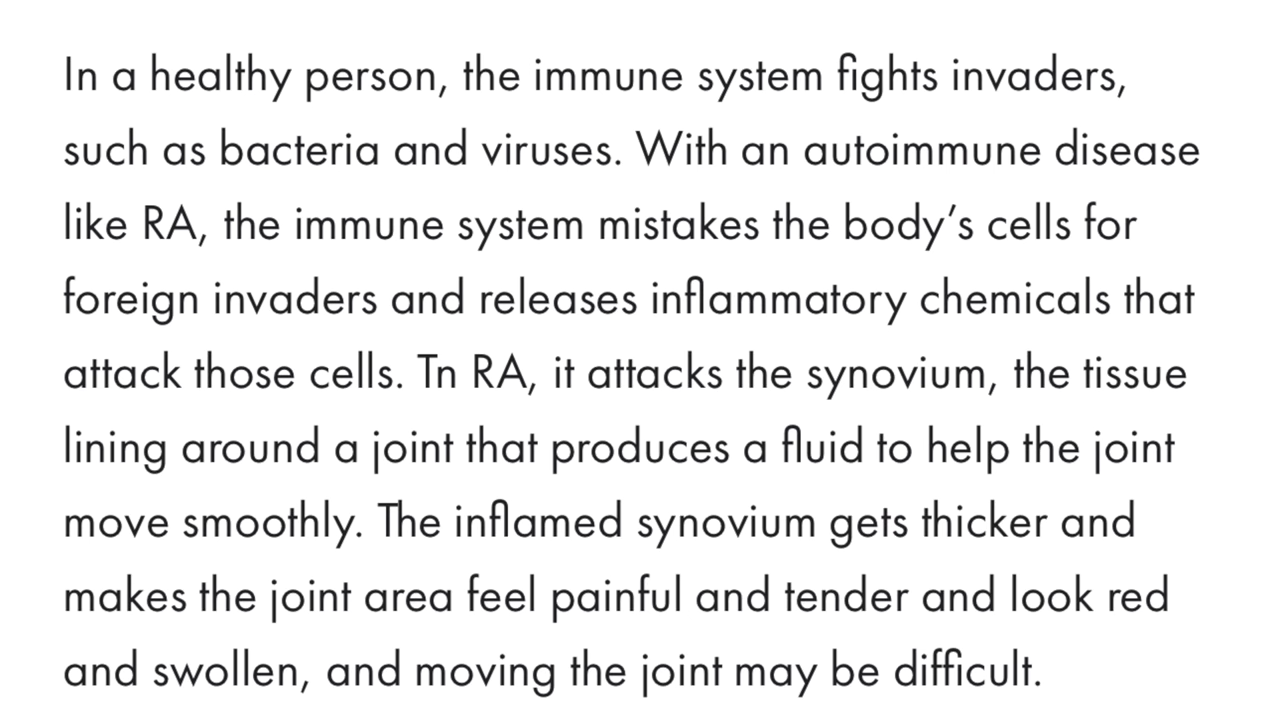 In a healthy person, the immune system fights invaders,
such as bacteria and viruses. With an autoimmune disease
like RA, the immune system mistakes the body’s cells for
foreign invaders and releases inflammatory chemicals that
attack those cells. Tn RA, it attacks the synovium, the tissue
lining around a joint that produces a fluid to help the joint
move smoothly. The inflamed synovium gets thicker and
makes the joint area feel painful and tender and look red
and swollen, and moving the joint may be difficult.